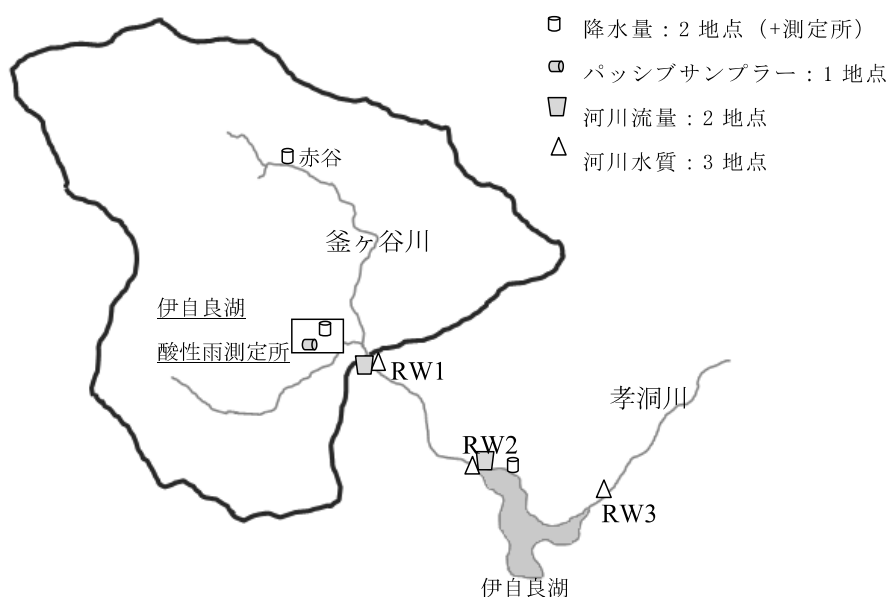 降水量：2 地点（+測定所）
パッシブサンプラー：1 地点
河川流量：2 地点
河川水質：3 地点
赤谷
釜ヶ谷川
伊自良湖
酸性雨測定所
RW1
孝洞川
RW2
RW3
伊自良湖